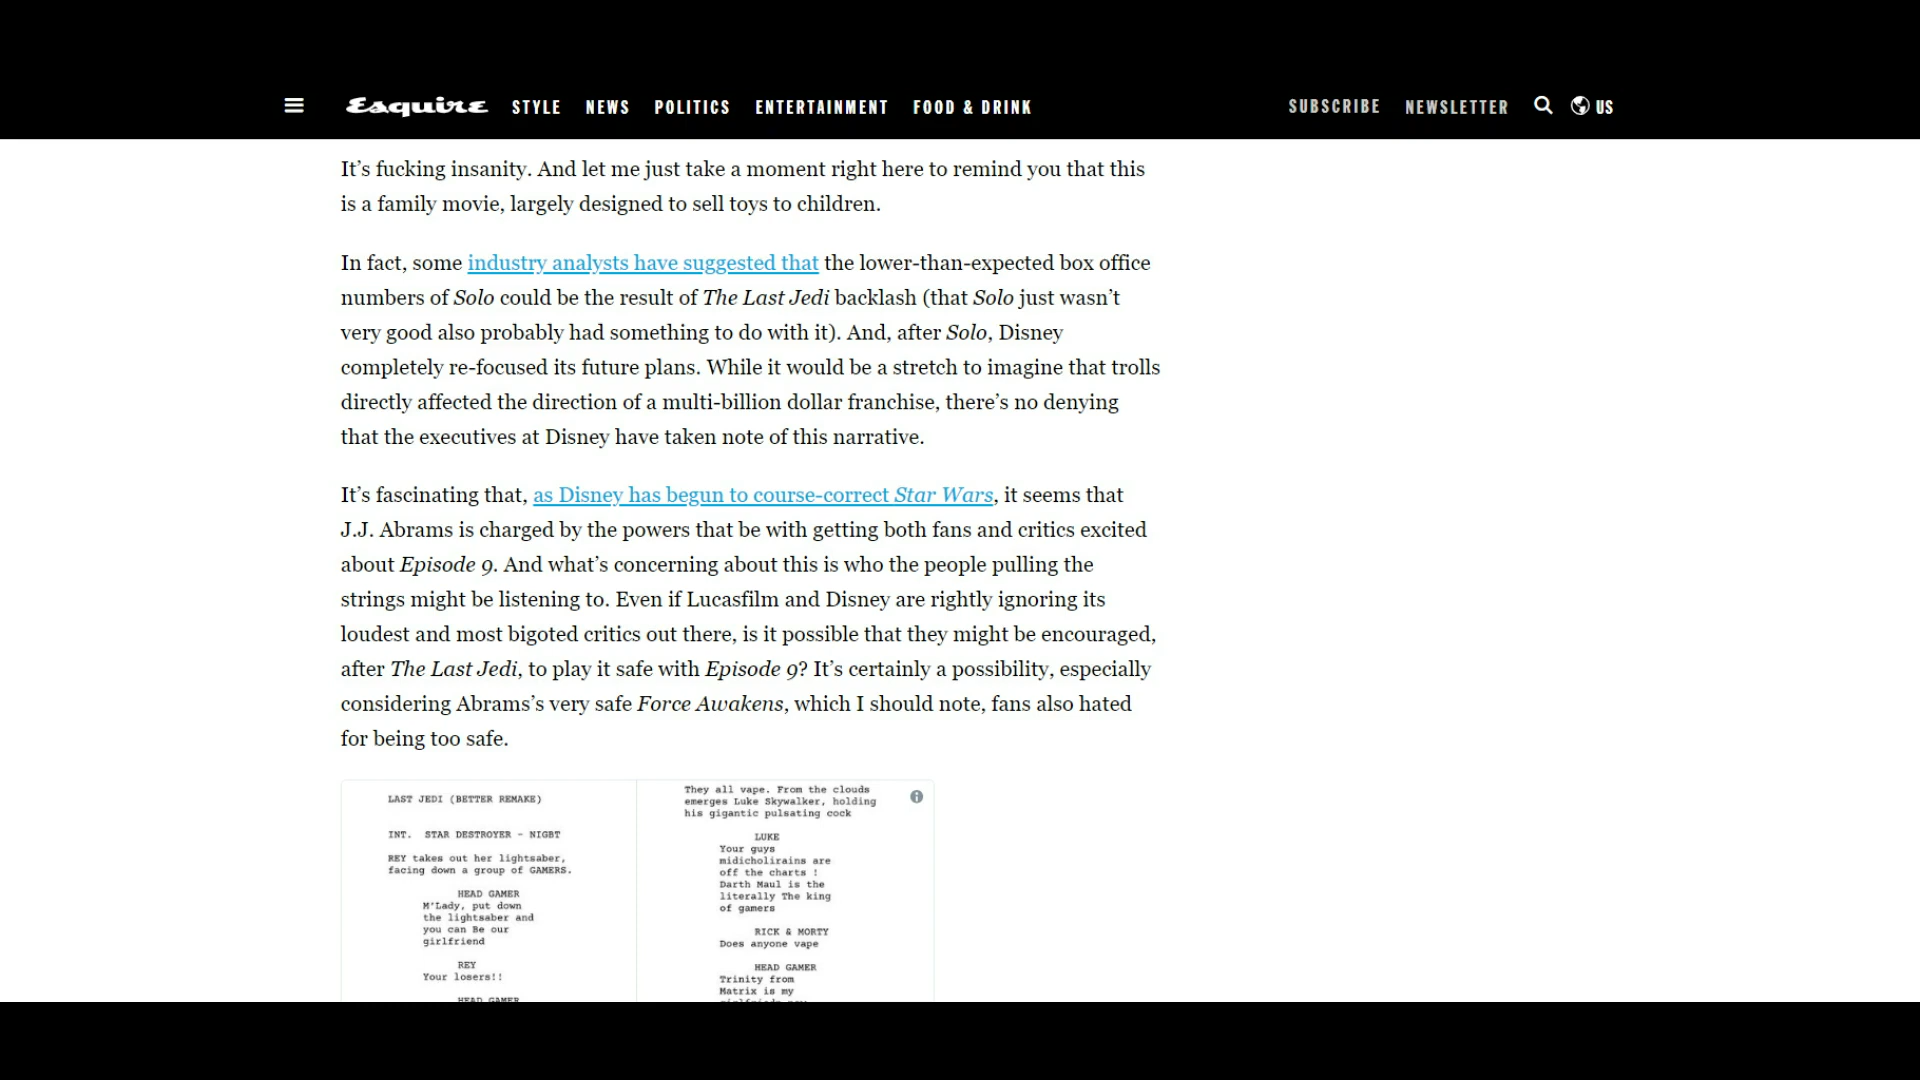 Esquire STYLE NEWS POLITICS ENTERTAINMENT FOOD & DRINK SUBSCRIBE NEWSLETTER US
It’s fucking insanity. And let me just take a moment right here to remind you that this
is a family movie, largely designed to sell toys to children.
In fact, some industry analysts have suggested that the lower-than-expected box office
numbers of Solo could be the result of The Last Jedi backlash (that Solo just wasn’t
very good also probably had something to do with it). And, after Solo, Disney
completely re-focused its future plans. While it would be a stretch to imagine that trolls
directly affected the direction of a multi-billion dollar franchise, there’s no denying
that the executives at Disney have taken note of this narrative.
It’s fascinating that, as Disney has begun to course-correct Star Wars, it seems that
J.J. Abrams is charged by the powers that be with getting both fans and critics excited
about Episode 9. And what’s concerning about this is who the people pulling the
strings might be listening to. Even if Lucasfilm and Disney are rightly ignoring its
loudest and most bigoted critics out there, is it possible that they might be encouraged,
after The Last Jedi, to play it safe with Episode 9? It’s certainly a possibility, especially
considering Abrams’s very safe Force Awakens, which I should note, fans also hated
for being too safe.
LAST JEDI (BETTER REMAKE)
INT. STAR DESTROYER - NIGBT
REY takes out her lightsaber,
facing down a group of GAMERS.
HEAD GAMER
M'Lady, put down
the lightsaber and
you can Be our
girlfriend
REY
Your losers!!
HEAD GAMER
They all vape. From the clouds
emerges Luke Skywalker, holding
his gigantic pulsating cock
LUKE
Your guys
midicholirains are
off the charts !
Darth Maul is the
literally The king
of gamers
RICK & MORTY
Does anyone vape
HEAD GAMER
Trinity from
Matrix is my